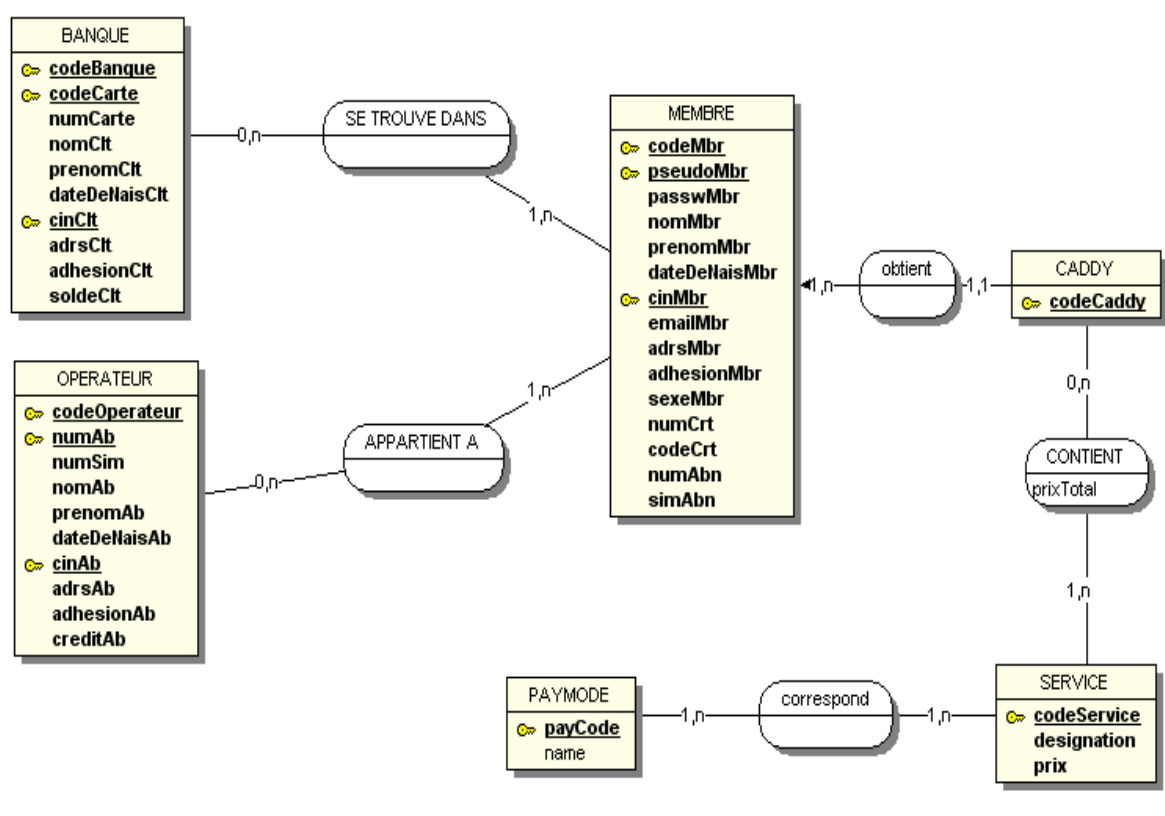 BANQUE
codeBanque
codeCarte
numCarte
nomClt
prenomClt
dateDeNaisClt
cinClt
adrsClt
adhesionClt
soldeClt
0,n
SE TROUVE DANS
1,n
MEMBRE
codeMbr
pseudoMbr
passwMbr
nomMbr
prenomMbr
dateDeNaisMbr
cinMbr
emailMbr
adrsMbr
adhesionMbr
sexeMbr
numCrt
codeCrt
numAbn
simAbn
1,n
obtient
1,1
CADDY
codeCaddy
OPERATEUR
codeOperateur
numAb
numSim
nomAb
prenomAb
dateDeNaisAb
cinAb
adrsAb
adhesionAb
creditAb
0,n
APPARTIENT A
1,n
0,n
CONTIENT
prixTotal
1,n
PAYMODE
payCode
name
1,n
correspond
1,n
SERVICE
codeService
designation
prix